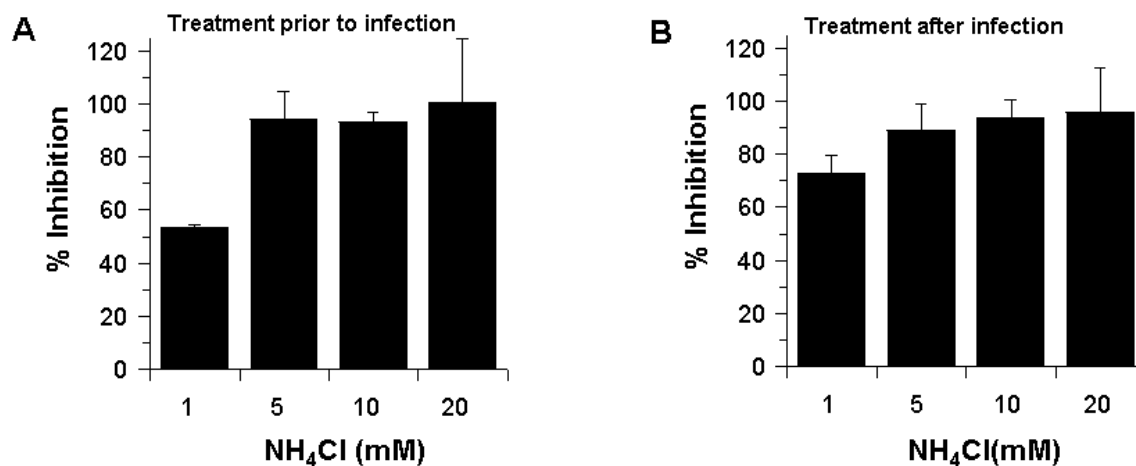 A
Treatment prior to infection
120
100
80
60
40
20
0
% Inhibition
1 5 10 20
NH₄Cl (mM)
B
Treatment after infection
120
100
80
60
40
20
0
% Inhibition
1 5 10 20
NH₄Cl(mM)